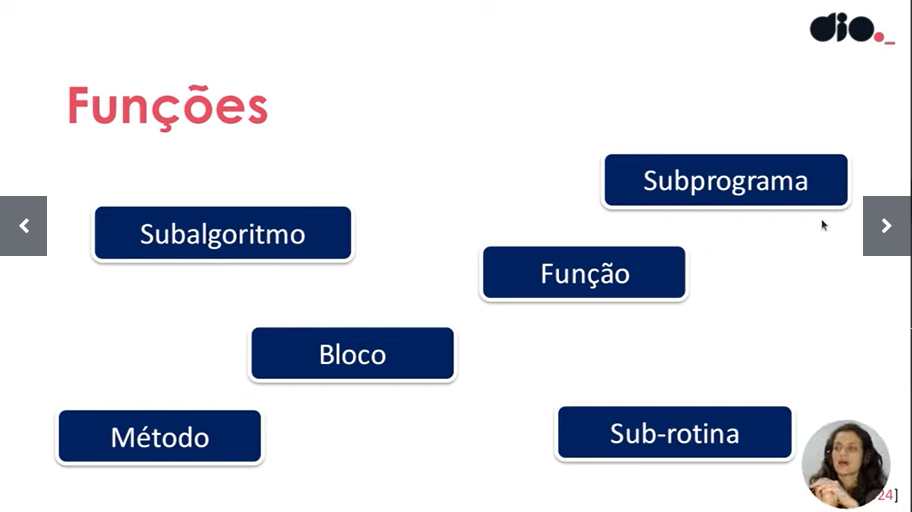 dio._
Funções
Subprograma
Subalgoritmo
Função
Bloco
Método
Sub-rotina
24]